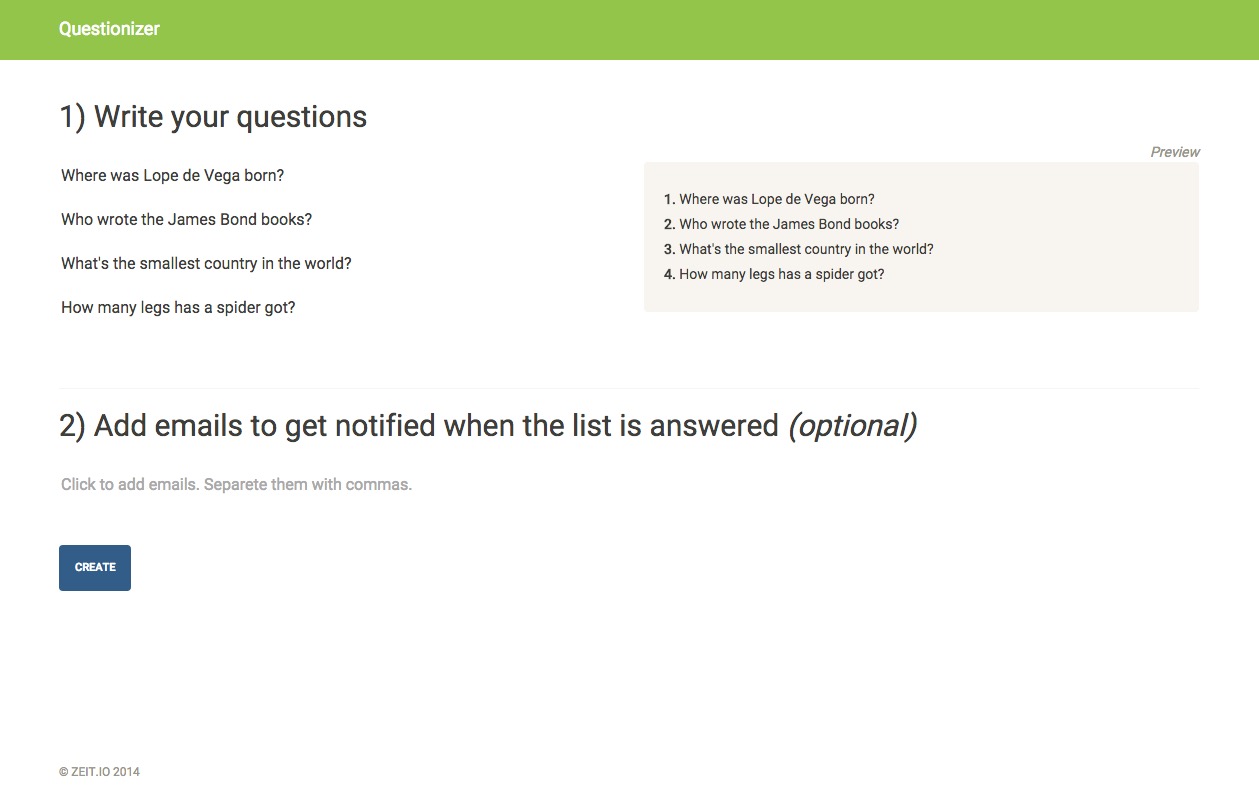 Questionizer
1) Write your questions
Preview
Where was Lope de Vega born?
Who wrote the James Bond books?
What's the smallest country in the world?
How many legs has a spider got?
1. Where was Lope de Vega born?
2. Who wrote the James Bond books?
3. What's the smallest country in the world?
4. How many legs has a spider got?
2) Add emails to get notified when the list is answered (optional)
Click to add emails. Separete them with commas.
CREATE
© ZEIT.IO 2014